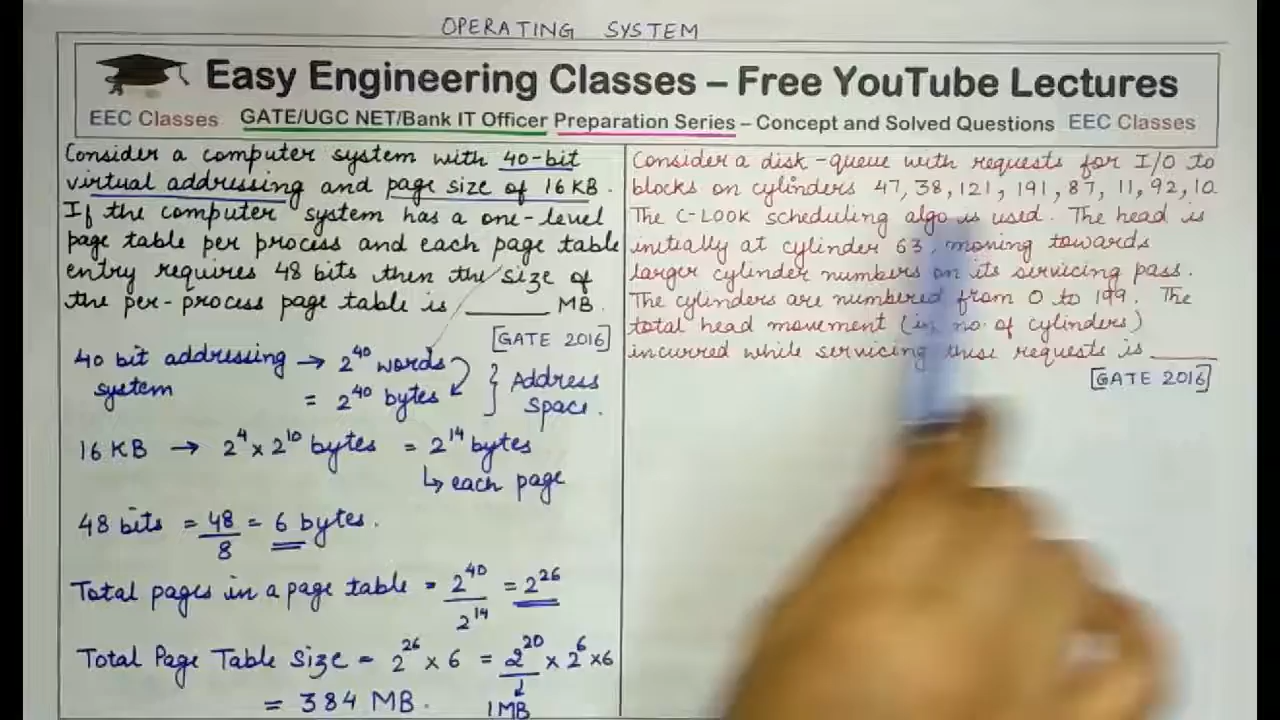 OPERATING SYSTEM
Easy Engineering Classes – Free YouTube Lectures
EEC Classes GATE/UGC NET/Bank IT Officer Preparation Series – Concept and Solved Questions EEC Classes
Consider a computer system with 40-bit
virtual addressing and page size of 16 KB.
If the computer system has a one-level
page table per process and each page table
entry requires 48 bits then the size of
the per-process page table is ______ MB.
[GATE 2016]
40 bit addressing → 2^40 words
system = 2^40 bytes } Address
Space.
16 KB → 2^4 x 2^10 bytes = 2^14 bytes
↳ each page
48 bits = 48/8 = 6 bytes.
Total pages in a page table = 2^40/2^14 = 2^26
Total Page Table Size = 2^26 x 6 = 2^20 x 2^6 x 6
↓
= 384 MB. 1MB
Consider a disk-queue with requests for I/O to
blocks on cylinders 47, 38, 121, 191, 87, 11, 92, 10.
The C-LOOK scheduling algo is used. The head is
initially at cylinder 63, moving towards
larger cylinder numbers on its servicing pass.
The cylinders are numbered from 0 to 199. The
total head movement (in no. of cylinders)
incurred while servicing these requests is ______
[GATE 2016]